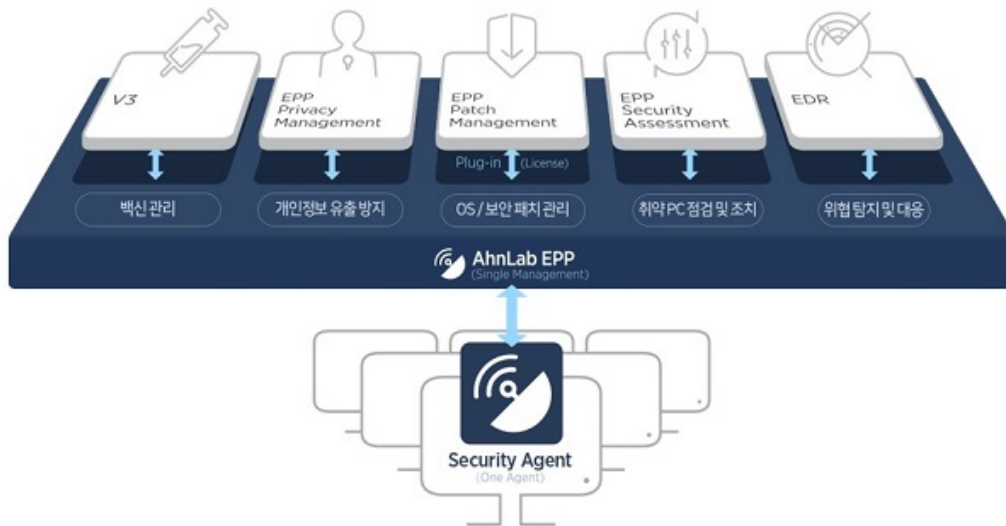 V3
EPP
Privacy
Management
EPP
Patch
Management
EPP
Security
Assessment
EDR
Plug-in (License)
백신 관리
개인정보 유출 방지
OS / 보안 패치 관리
취약 PC 점검 및 조치
위협 탐지 및 대응
AhnLab EPP
(Single Management)
Security Agent
(One Agent)